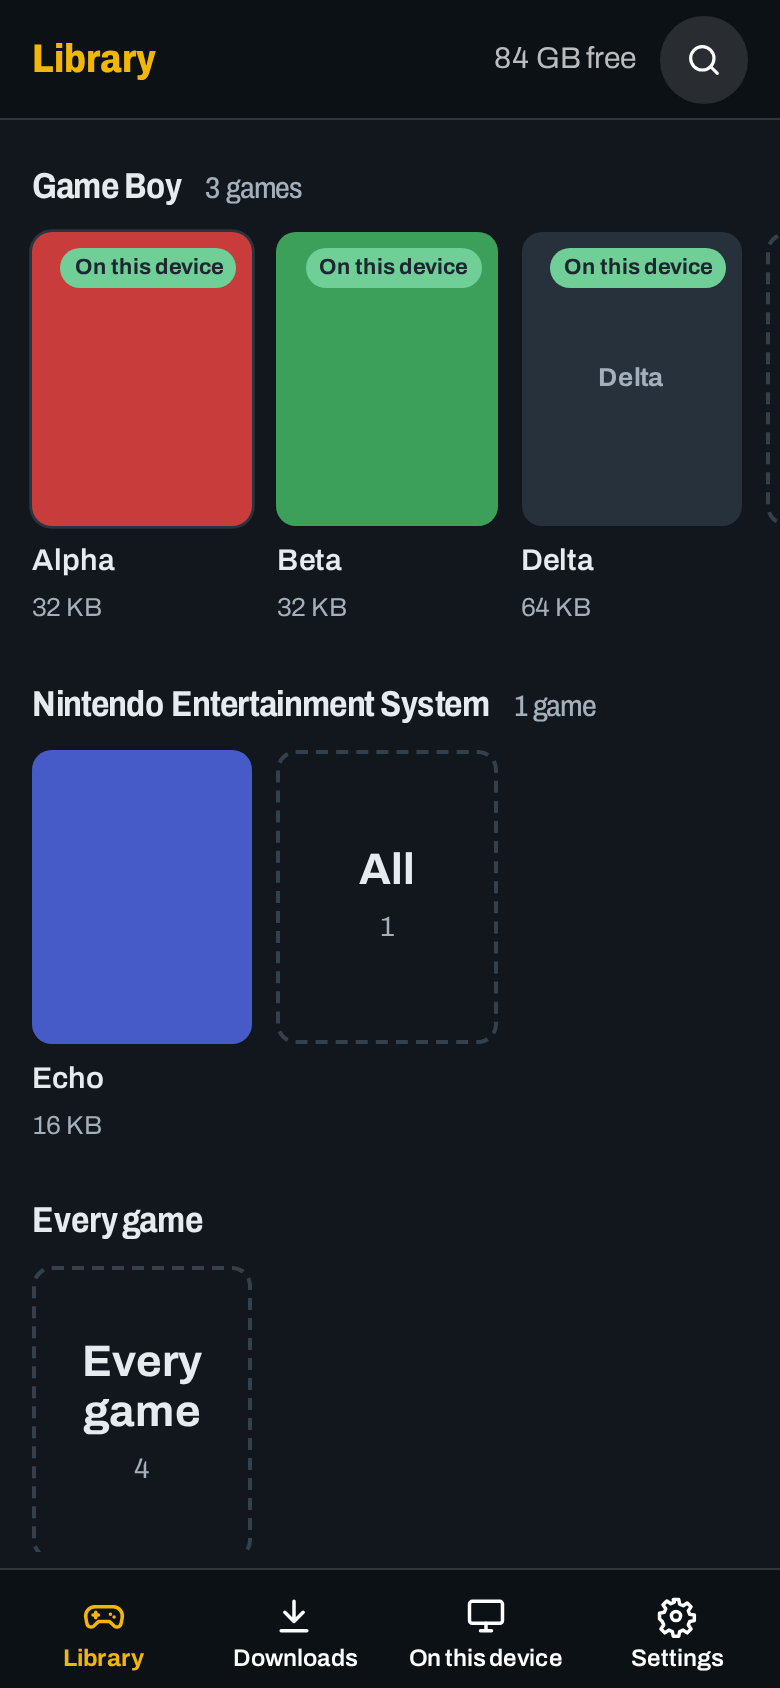 Library
84 GB free
Game Boy 3 games
On this device
On this device
On this device
Delta
Alpha
Beta
Delta
32 KB
32 KB
64 KB
Nintendo Entertainment System 1 game
All
1
Echo
16 KB
Every game
Every
game
4
Library
Downloads
On this device
Settings